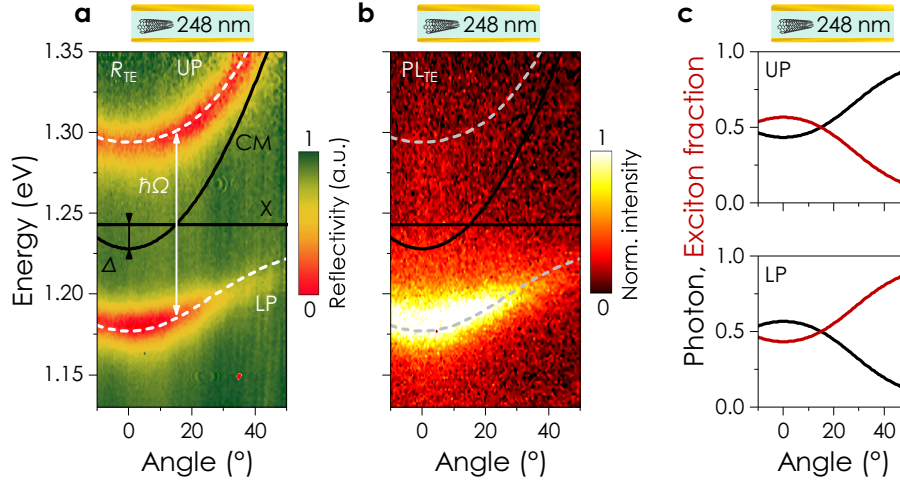 a
248 nm
R_TE
UP
CM
ħΩ
X
Δ
LP
1.35
1.30
1.25
1.20
1.15
Energy (eV)
0
20
40
Angle (°)
1
0
Reflectivity (a.u.)
b
248 nm
PL_TE
0
20
40
Angle (°)
1
0
Norm. intensity
c
248 nm
UP
1.0
0.5
0.0
LP
1.0
0.5
0.0
Photon, Exciton fraction
0
20
40
Angle (°)